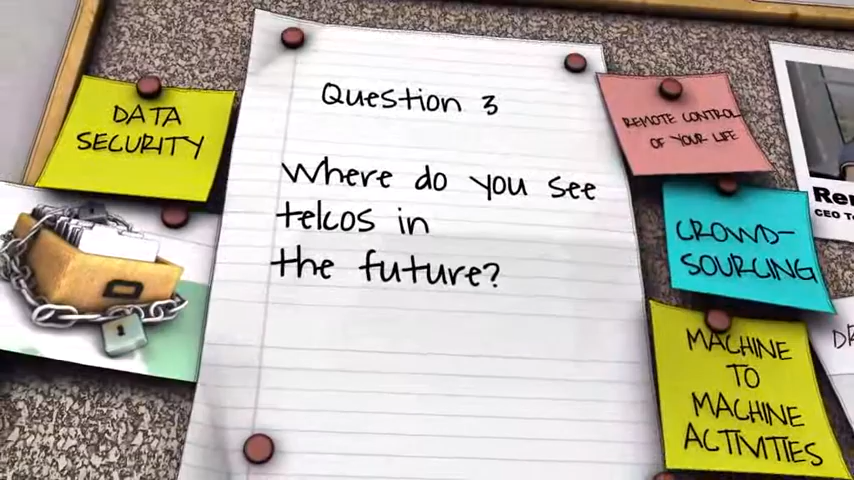 Question 3
Where do you see
telcos in
the future?
DATA
SECURITY
REMOTE CONTROL
OF YOUR LIFE
CROWD-
SOURCING
MACHINE
TO
MACHINE
ACTIVITIES